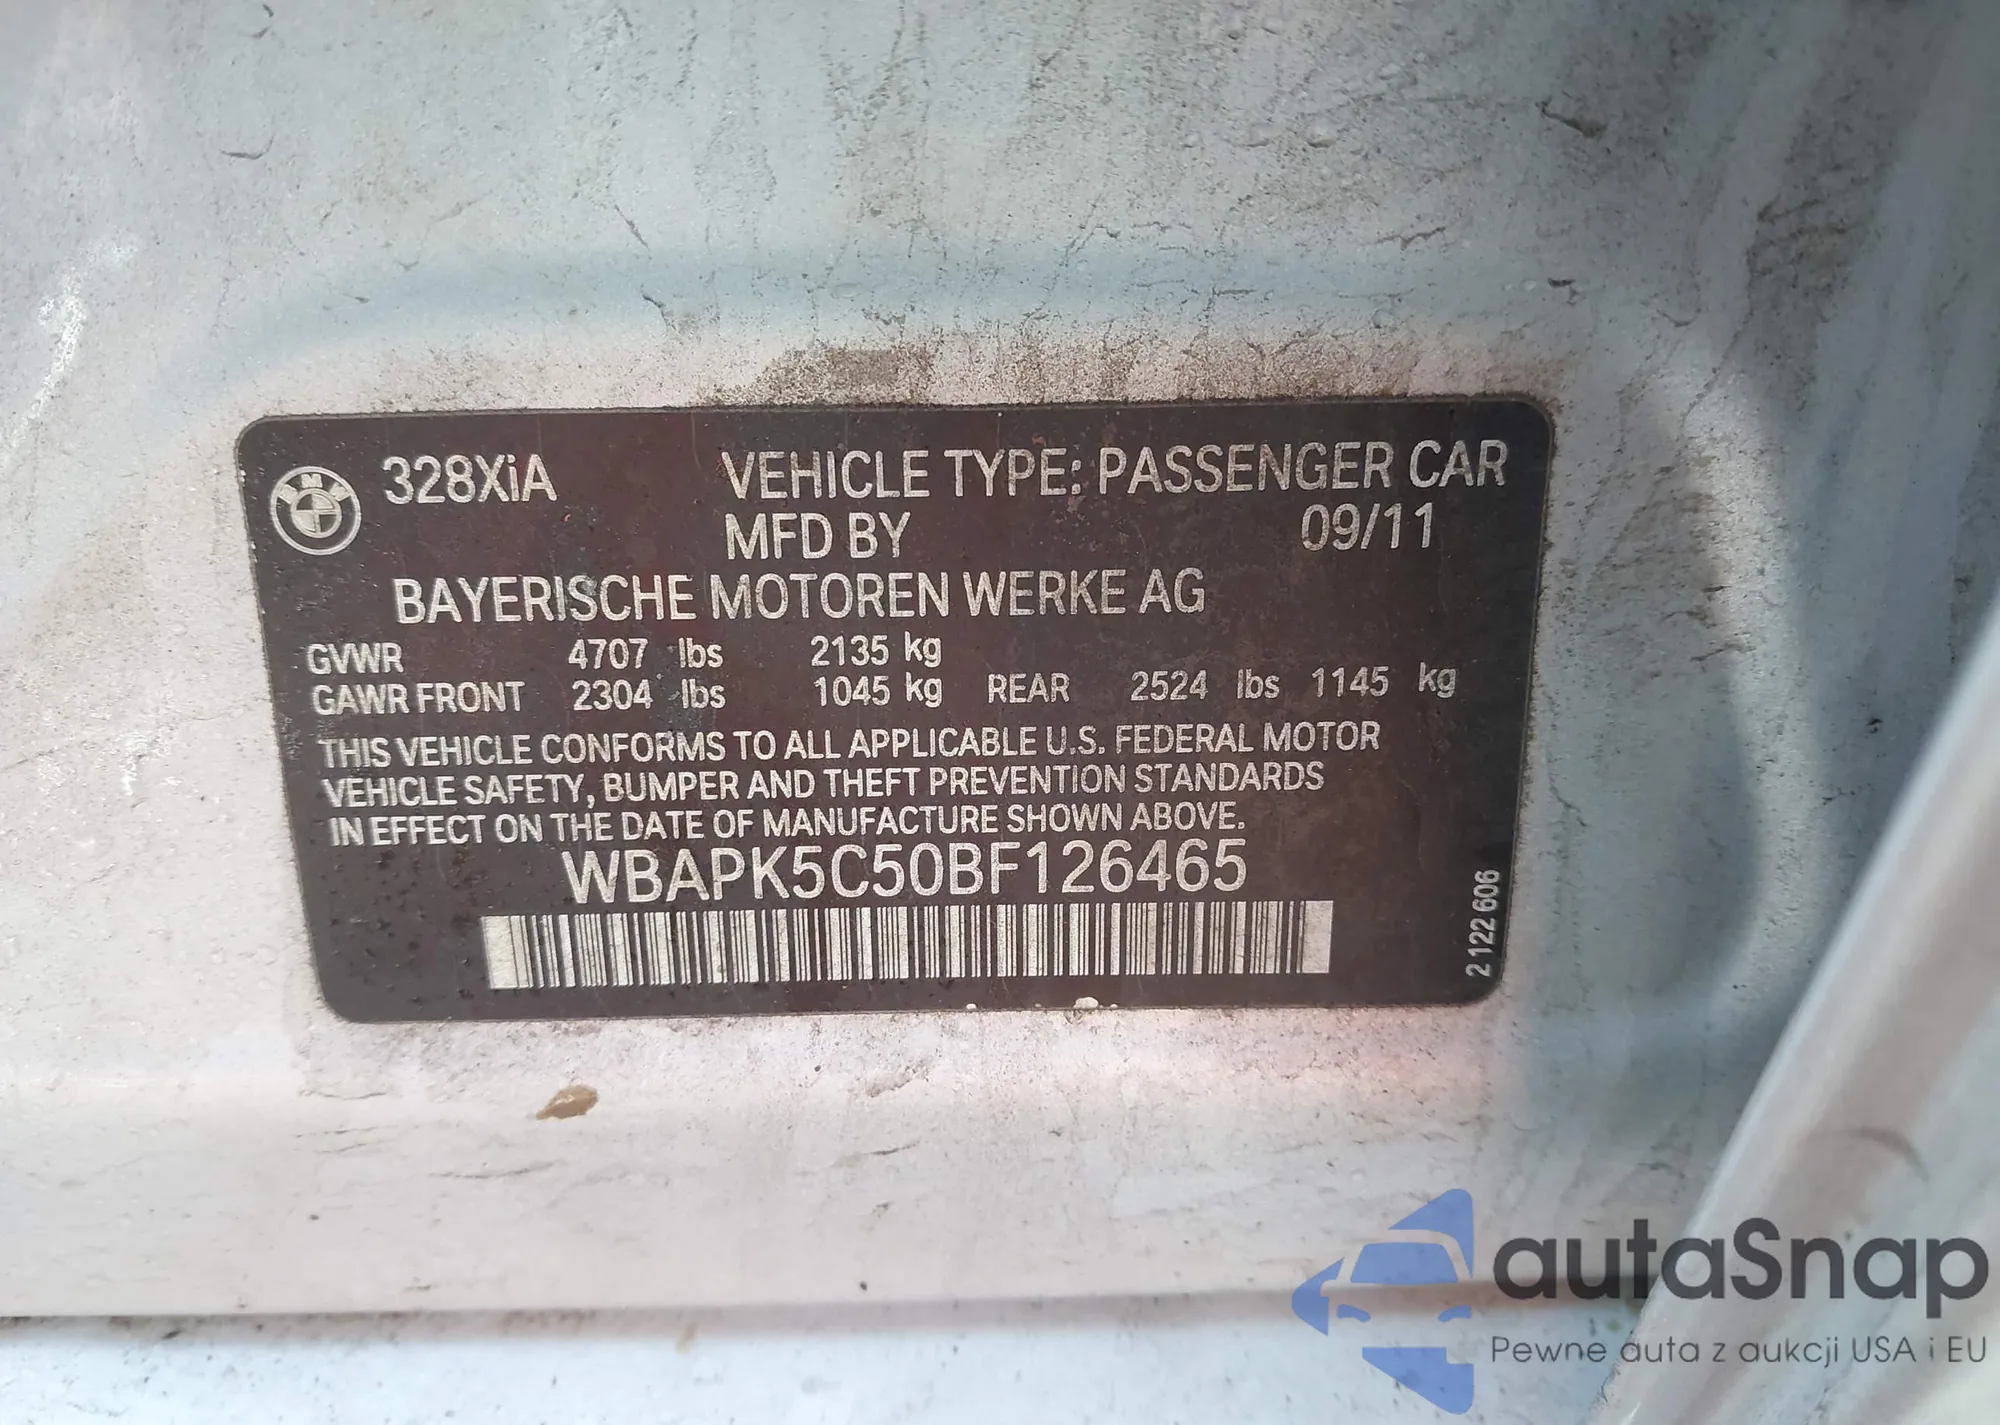 328XiA VEHICLE TYPE: PASSENGER CAR
MFD BY 09/11
BAYERISCHE MOTOREN WERKE AG
GVWR 4707 lbs 2135 kg
GAWR FRONT 2304 lbs 1045 kg REAR 2524 lbs 1145 kg
THIS VEHICLE CONFORMS TO ALL APPLICABLE U.S. FEDERAL MOTOR
VEHICLE SAFETY, BUMPER AND THEFT PREVENTION STANDARDS
IN EFFECT ON THE DATE OF MANUFACTURE SHOWN ABOVE.
WBAPK5C50BF126465
2 122 606
BMW
autaSnap
Pewne auta z aukcji USA i EU